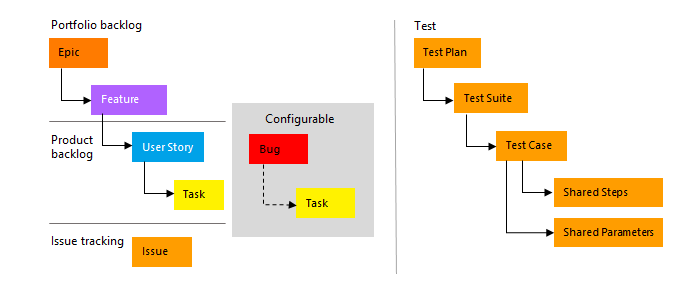 Portfolio backlog
Epic
Feature
Product
backlog
User Story
Task
Issue tracking
Issue
Configurable
Bug
Task
Test
Test Plan
Test Suite
Test Case
Shared Steps
Shared Parameters